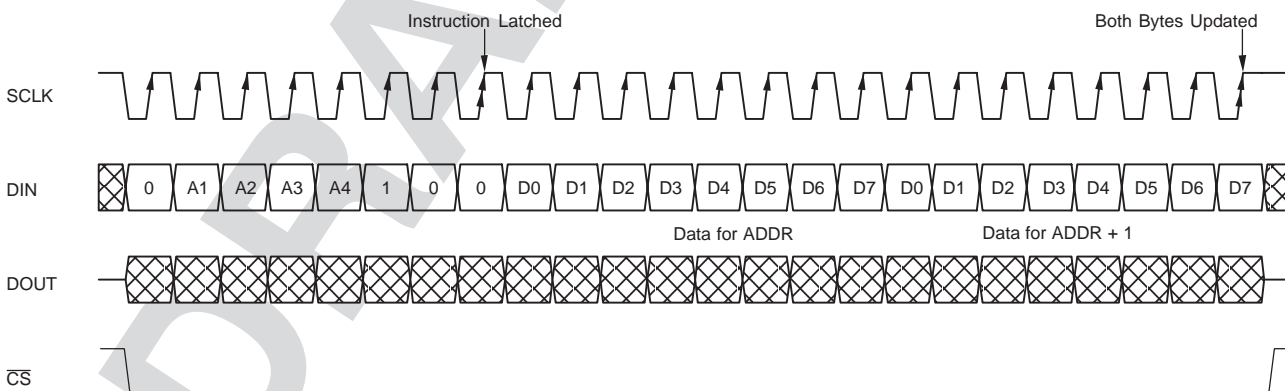 Instruction Latched Both Bytes Updated
SCLK
DIN 0 A1 A2 A3 A4 1 0 0 D0 D1 D2 D3 D4 D5 D6 D7 D0 D1 D2 D3 D4 D5 D6 D7
Data for ADDR Data for ADDR + 1
DOUT
CS
DRA